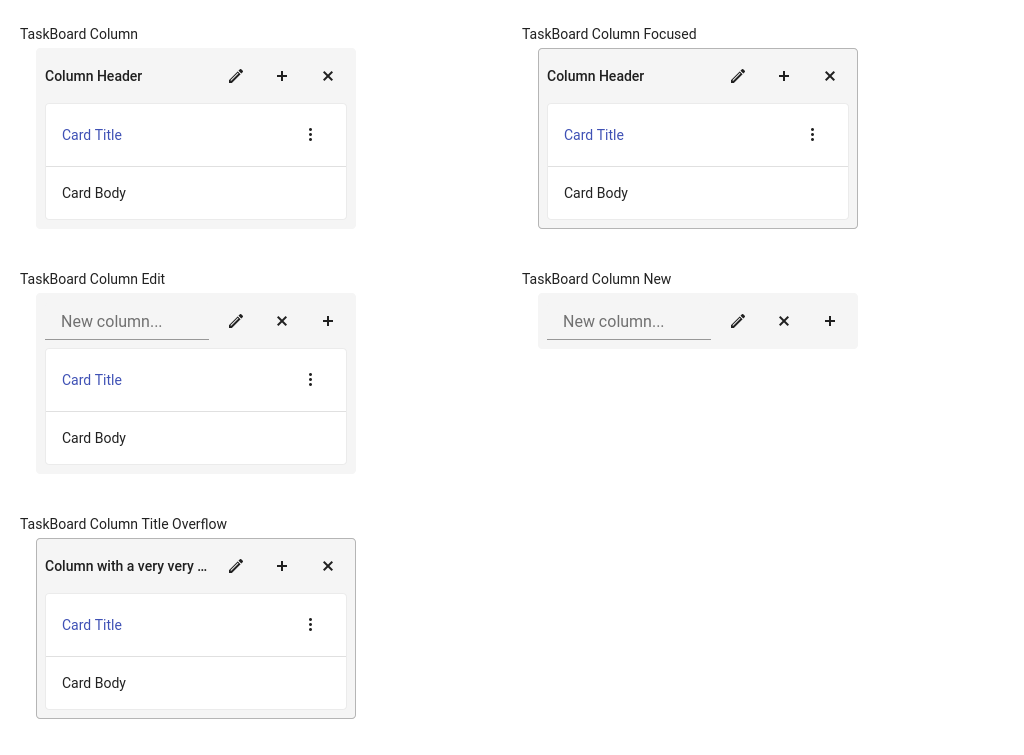 TaskBoard Column
Column Header
Card Title
Card Body
TaskBoard Column Focused
Column Header
Card Title
Card Body
TaskBoard Column Edit
New column...
Card Title
Card Body
TaskBoard Column New
New column...
TaskBoard Column Title Overflow
Column with a very very ...
Card Title
Card Body